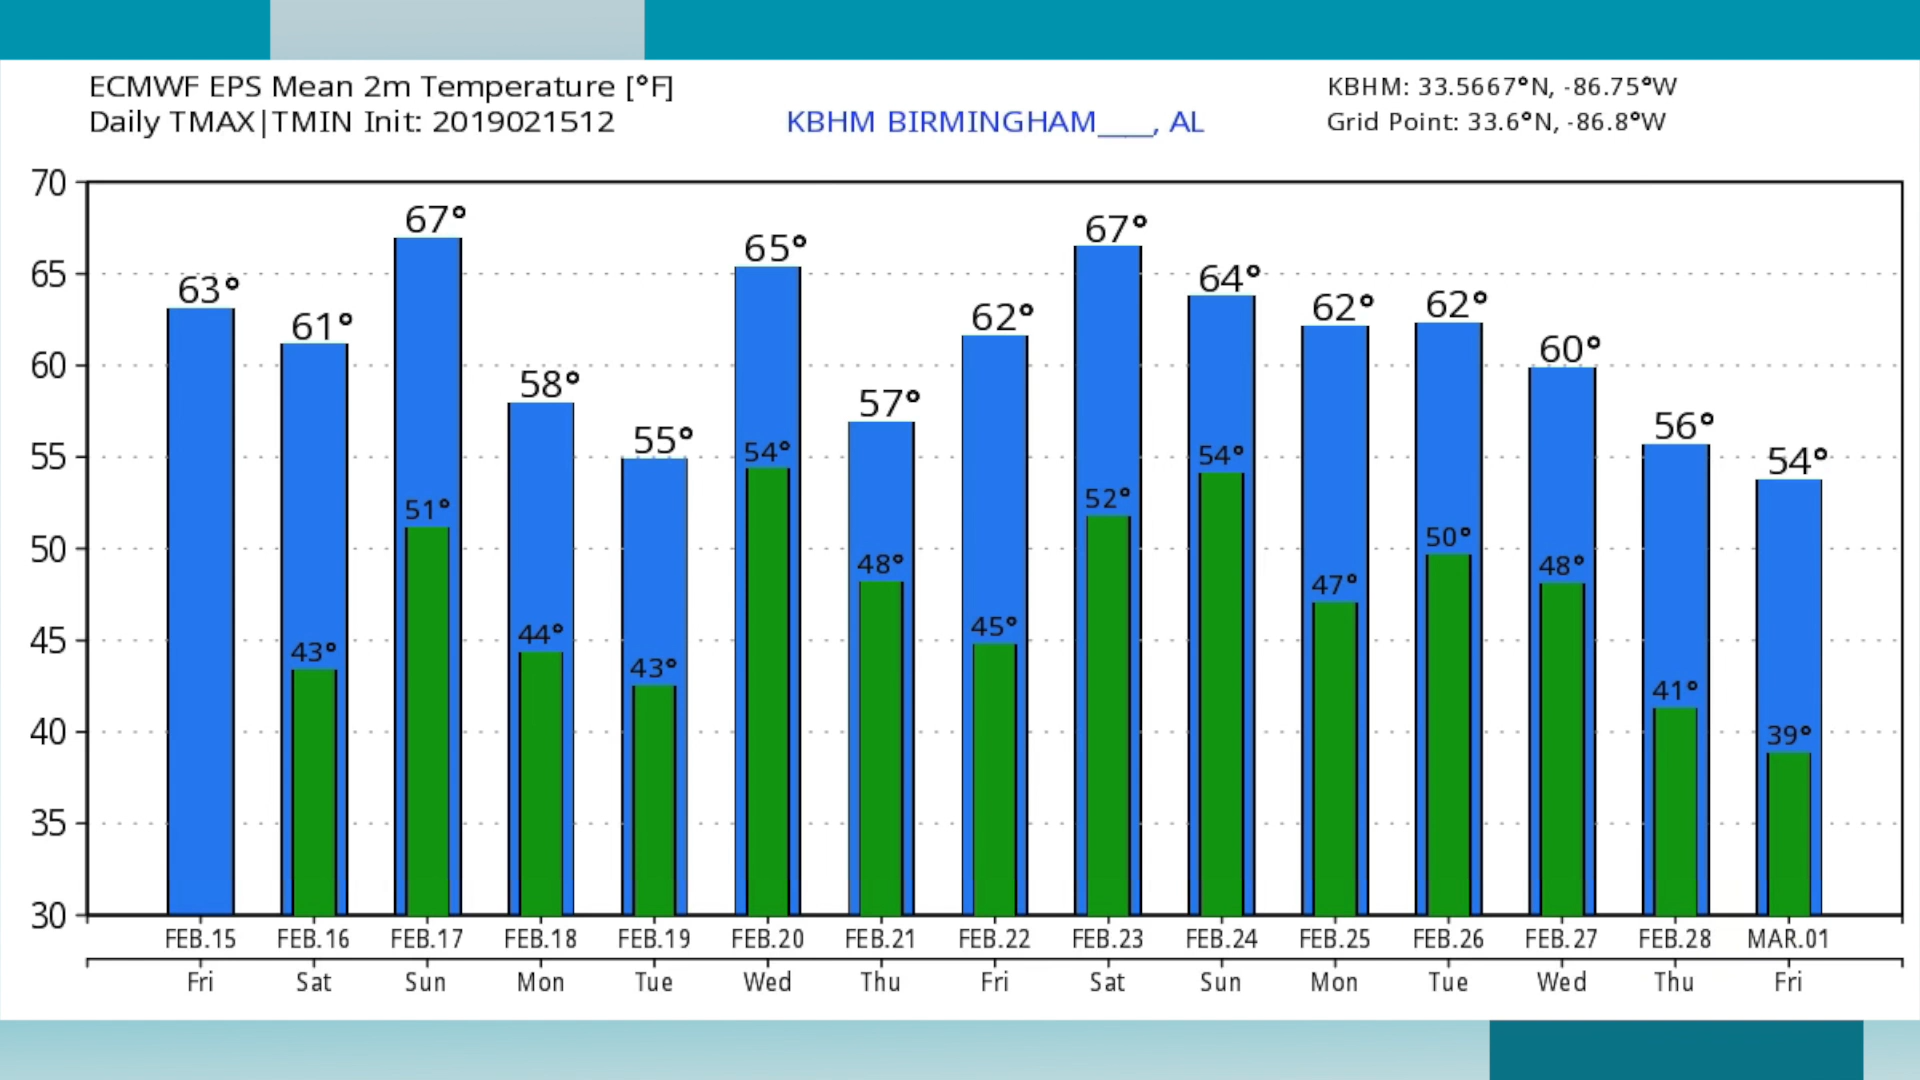 ECMWF EPS Mean 2m Temperature [°F]
Daily TMAX|TMIN Init: 2019021512
KBHM BIRMINGHAM____, AL
KBHM: 33.5667°N, -86.75°W
Grid Point: 33.6°N, -86.8°W
70
65
60
55
50
45
40
35
30
63° 61° 67° 58° 55° 65° 57° 62° 67° 64° 62° 62° 60° 56° 54°
43° 51° 44° 43° 54° 48° 45° 52° 54° 47° 50° 48° 41° 39°
FEB.15 FEB.16 FEB.17 FEB.18 FEB.19 FEB.20 FEB.21 FEB.22 FEB.23 FEB.24 FEB.25 FEB.26 FEB.27 FEB.28 MAR.01
Fri Sat Sun Mon Tue Wed Thu Fri Sat Sun Mon Tue Wed Thu Fri